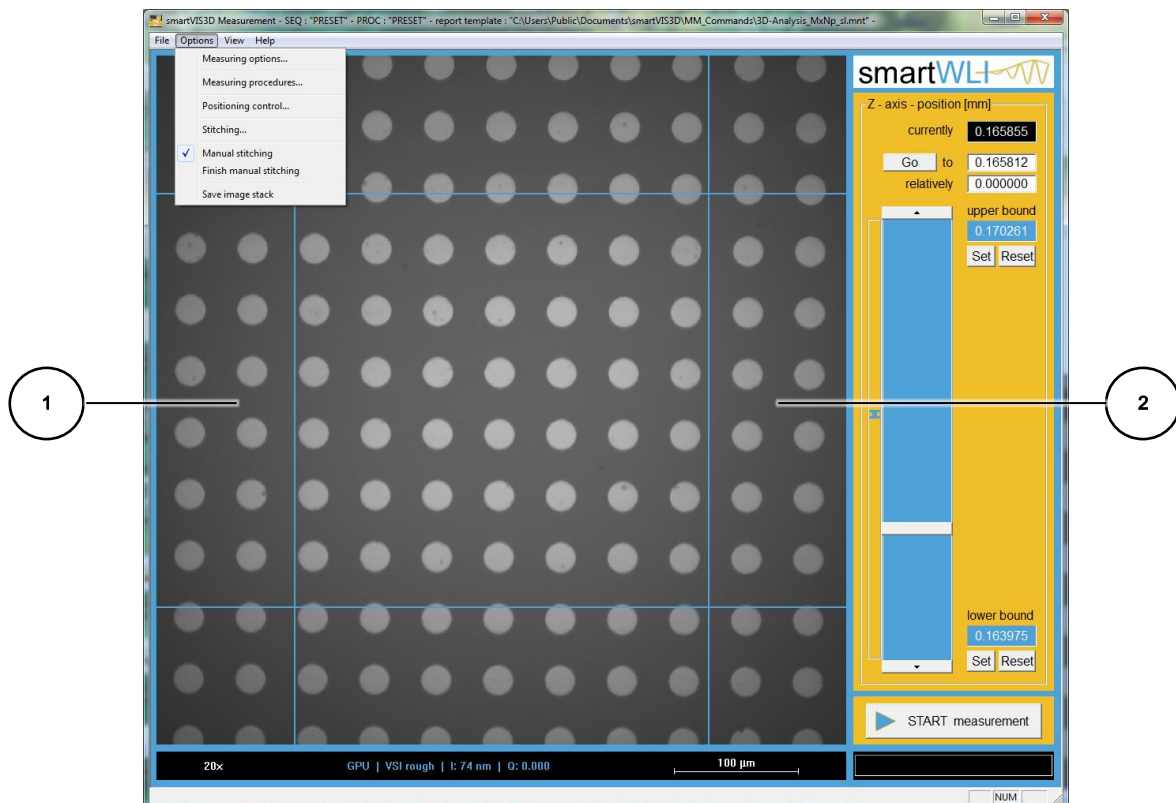 smartVIS3D Measurement - SEQ : "PRESET" - PROC : "PRESET" - report template : "C:\Users\Public\Documents\smartVIS3D\MM_Commands\3D-Analysis_MxNp_sl.mnt" -
File Options View Help
Measuring options...
Measuring procedures...
Positioning control...
Stitching...
Manual stitching
Finish manual stitching
Save image stack
smartWLI
Z - axis - position [mm]
currently 0.165855
Go to 0.165812
relatively 0.000000
upper bound
0.170261
Set Reset
1
2
lower bound
0.163975
Set Reset
START measurement
20x GPU | VSI rough | I: 74 nm | Q: 0.000 100 µm
NUM